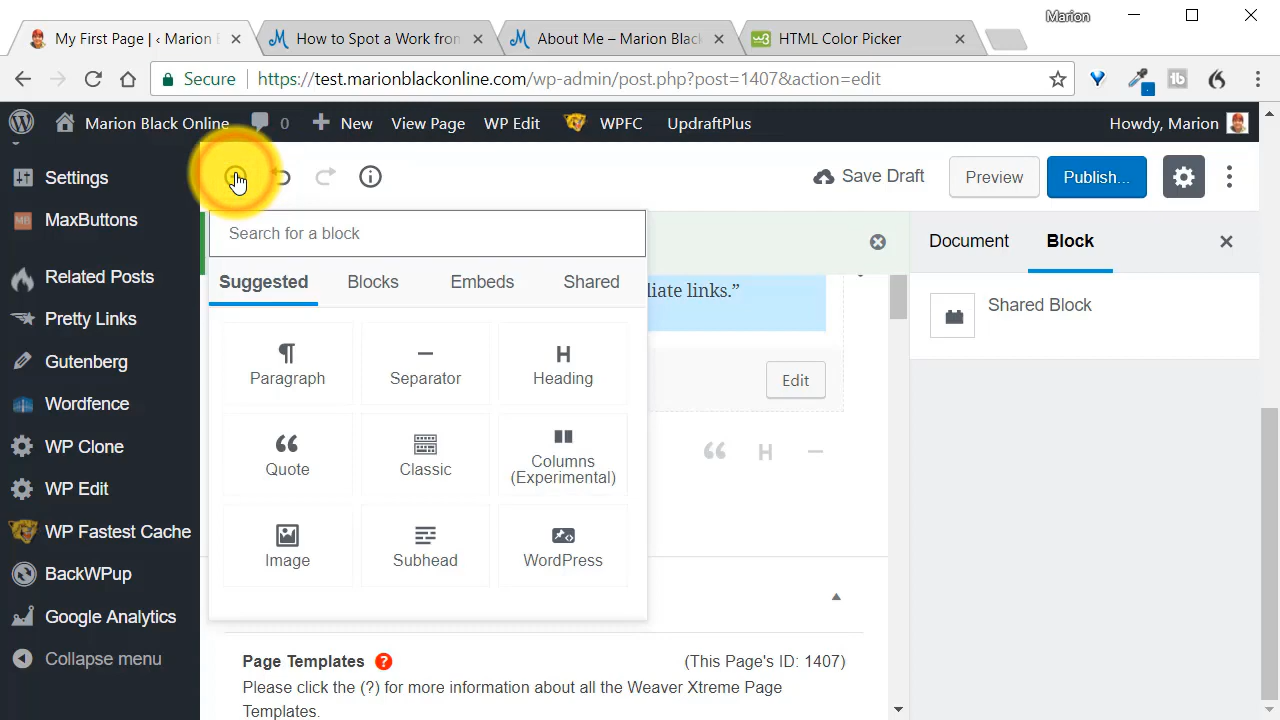 Marion
My First Page | ‹ Marion B
How to Spot a Work from
About Me – Marion Black
HTML Color Picker
Secure
https://test.marionblackonline.com/wp-admin/post.php?post=1407&action=edit
Marion Black Online
0
New
View Page
WP Edit
WPFC
UpdraftPlus
Howdy, Marion
Settings
MaxButtons
Related Posts
Pretty Links
Gutenberg
Wordfence
WP Clone
WP Edit
WP Fastest Cache
BackWPup
Google Analytics
Collapse menu
Save Draft
Preview
Publish...
Search for a block
Suggested
Blocks
Embeds
Shared
Paragraph
Separator
Heading
Quote
Classic
Columns
(Experimental)
Image
Subhead
WordPress
liate links.”
Edit
Document
Block
Shared Block
Page Templates
(This Page's ID: 1407)
Please click the (?) for more information about all the Weaver Xtreme Page
Templates.